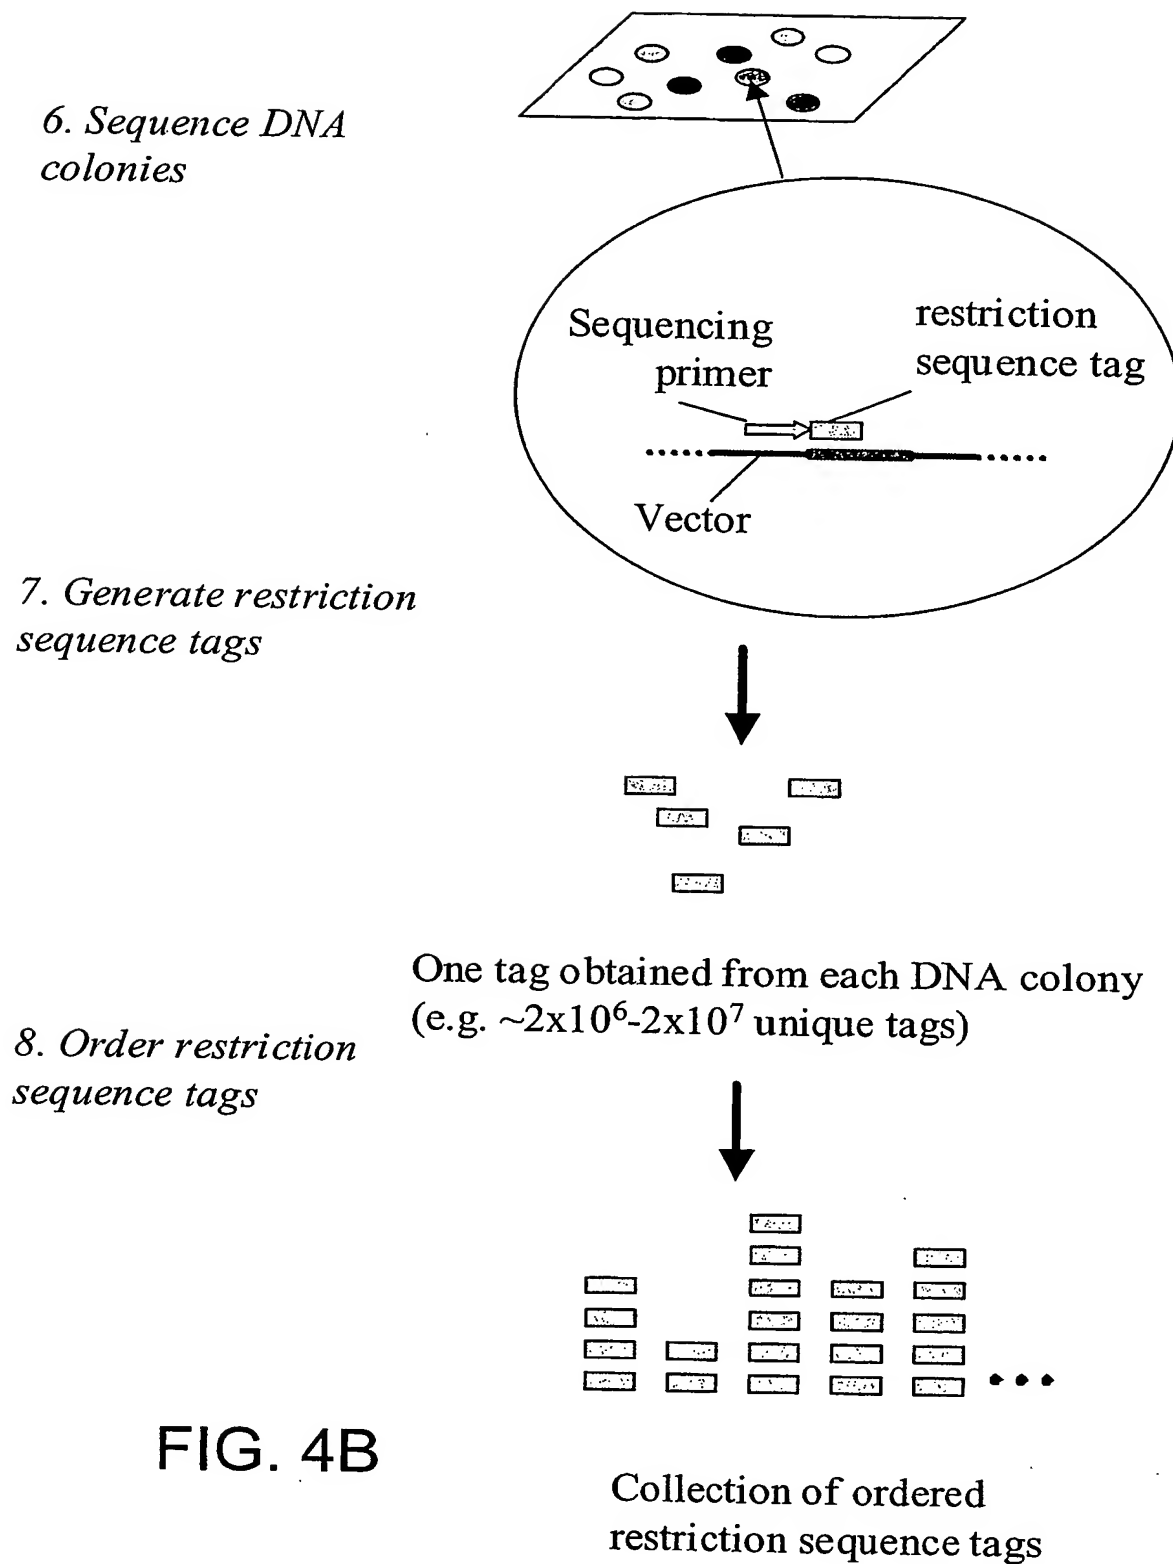 6. Sequence DNA
colonies
Sequencing
primer
restriction
sequence tag
Vector
7. Generate restriction
sequence tags
One tag obtained from each DNA colony
(e.g. ~2x10⁶-2x10⁷ unique tags)
8. Order restriction
sequence tags
FIG. 4B
Collection of ordered
restriction sequence tags